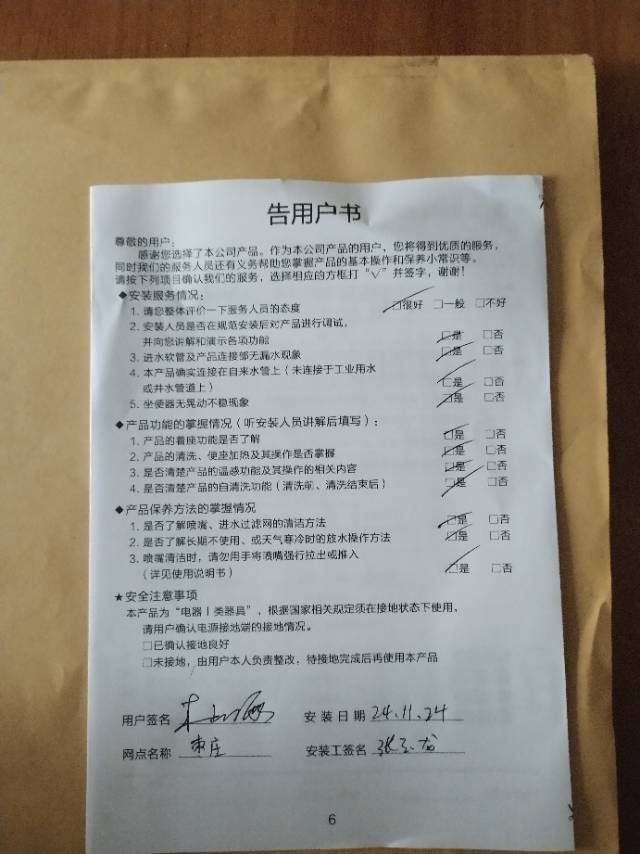 告用户书
尊敬的用户：
感谢您选择了本公司产品。作为本公司产品的用户，您将得到优质的服务，
同时我们的服务人员还有义务帮助您掌握产品的基本操作和保养小常识等。
请按下列项目确认我们的服务，选择相应的方框打“√”并签字，谢谢！
◆安装服务情况：
1. 请您整体评价一下服务人员的态度 □很好 □一般 □不好
2. 安装人员是否在规范安装后对产品进行调试，
并向您讲解和演示各项功能 □是 □否
3. 进水软管及产品连接部无漏水现象 □是 □否
4. 本产品确实连接在自来水管上（未连接于工业用水
或井水管道上） □是 □否
5. 坐便器无晃动不稳现象 □是 □否
◆产品功能的掌握情况（听安装人员讲解后填写）：
1. 产品的着座功能是否了解 □是 □否
2. 产品的清洗、便座加热及其操作是否掌握 □是 □否
3. 是否清楚产品的温感功能及其操作的相关内容 □是 □否
4. 是否清楚产品的自清洗功能（清洗前、清洗结束后） □是 □否
◆产品保养方法的掌握情况
1. 是否了解喷嘴、进水过滤网的清洁方法 □是 □否
2. 是否了解长期不使用、或天气寒冷时的放水操作方法 □是 □否
3. 喷嘴清洁时，请勿用手将喷嘴强行拉出或推入
（详见使用说明书） □是 □否
★安全注意事项
本产品为“电器Ⅰ类器具”，根据国家相关规定须在接地状态下使用，
请用户确认电源接地端的接地情况。
□已确认接地良好
□未接地，由用户本人负责整改，待接地完成后再使用本产品
用户签名 安装日期 24.11.24
网点名称 枣庄 安装工签名 张玉龙
6